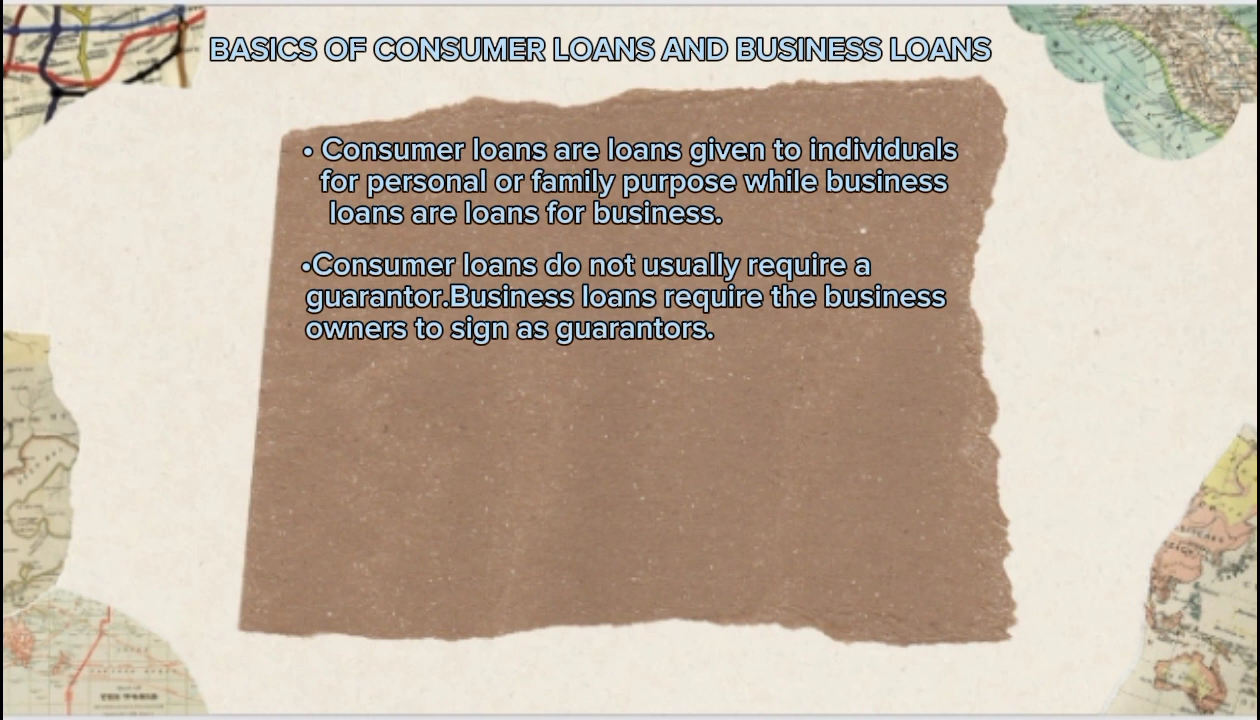 BASICS OF CONSUMER LOANS AND BUSINESS LOANS
• Consumer loans are loans given to individuals
for personal or family purpose while business
loans are loans for business.
•Consumer loans do not usually require a
guarantor.Business loans require the business
owners to sign as guarantors.
THE WORLD